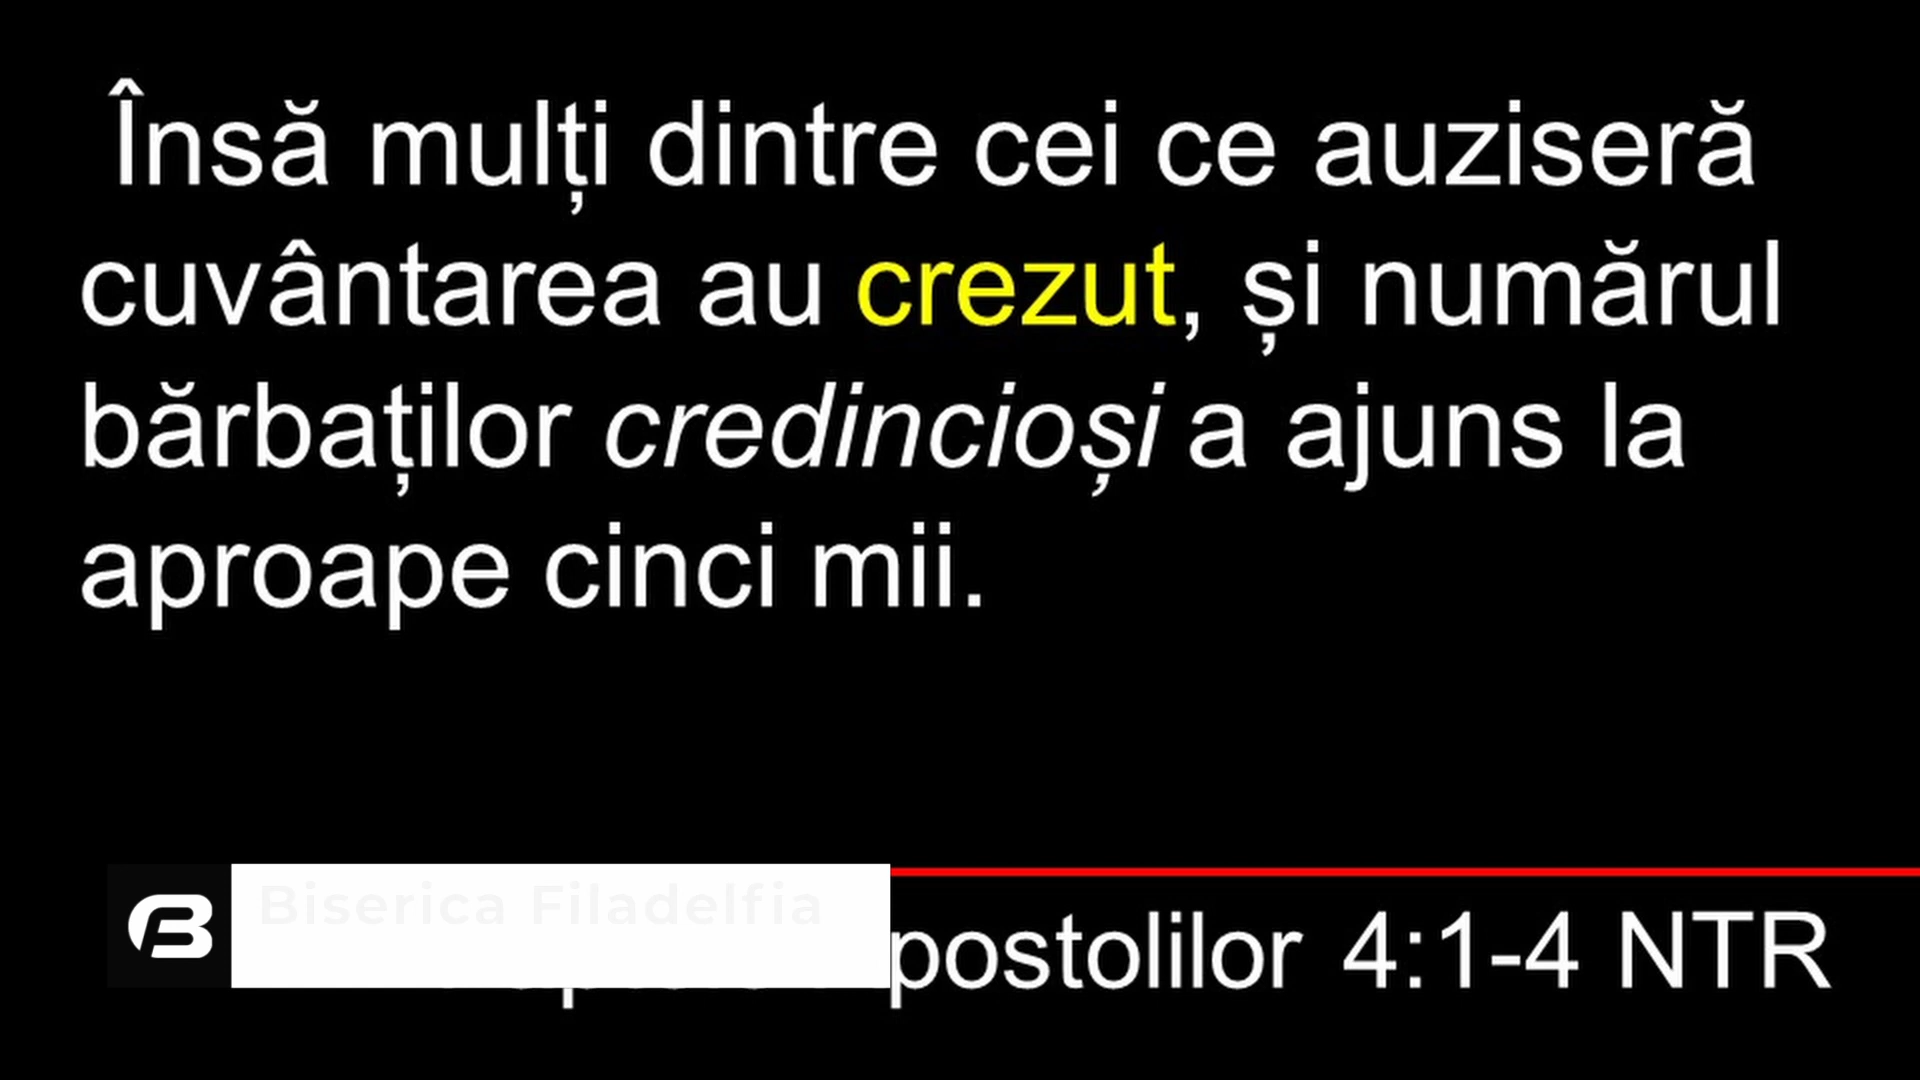 Însă mulți dintre cei ce auziseră
cuvântarea au crezut, și numărul
bărbaților credincioși a ajuns la
aproape cinci mii.
Biserica Filadelfia
postolilor 4:1-4 NTR